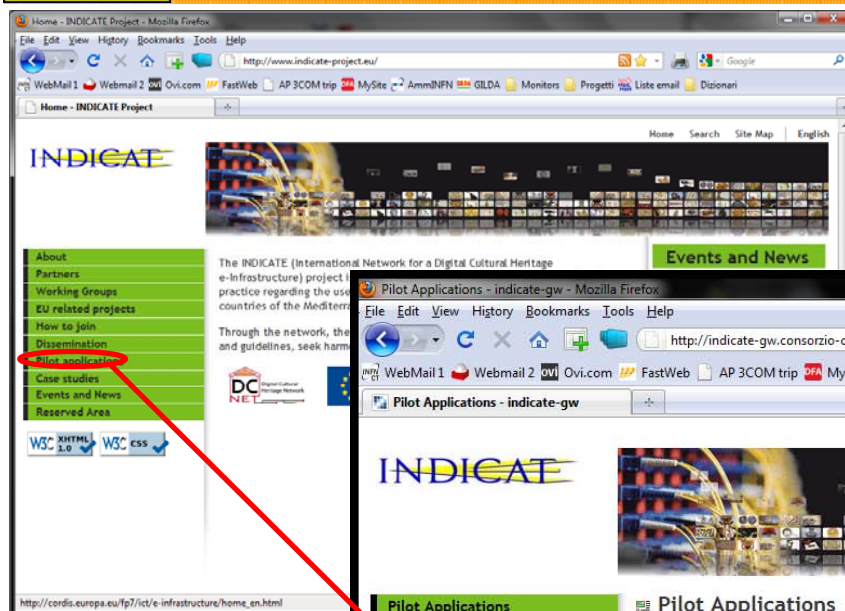 Home - INDICATE Project - Mozilla Firefox
File Edit View History Bookmarks Tools Help
http://www.indicate-project.eu/
Google
WebMail 1 Webmail 2 Ovi.com FastWeb AP 3COM trip MySite AmmINFN GILDA Monitors Progetti Liste email Dizionari
Home - INDICATE Project
Home Search Site Map English
INDICATE
About
Partners
Working Groups
EU related projects
How to join
Dissemination
Pilot application
Case studies
Events and News
Reserved Area
W3C XHTML 1.0 W3C CSS
The INDICATE (International Network for a Digital Cultural Heritage
e-Infrastructure) project i
practice regarding the use
countries of the Mediterr
Through the network, the
and guidelines, seek harm
DC NET Digital Cultural Heritage Network
Events and News
http://cordis.europa.eu/fp7/ict/e-infrastructure/home_en.html
Pilot Applications - indicate-gw - Mozilla Firefox
File Edit View History Bookmarks Tools Help
http://indicate-gw.consorzio-c
WebMail 1 Webmail 2 Ovi.com FastWeb AP 3COM trip My
Pilot Applications - indicate-gw
INDICATE
Pilot Applications
Pilot Applications